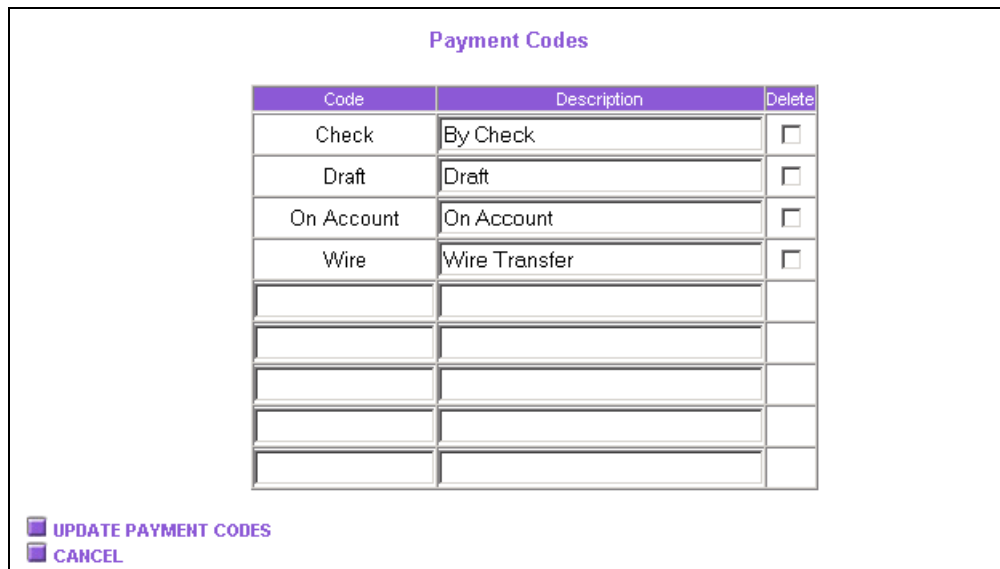 Payment Codes
Code Description Delete
Check By Check
Draft Draft
On Account On Account
Wire Wire Transfer
UPDATE PAYMENT CODES
CANCEL